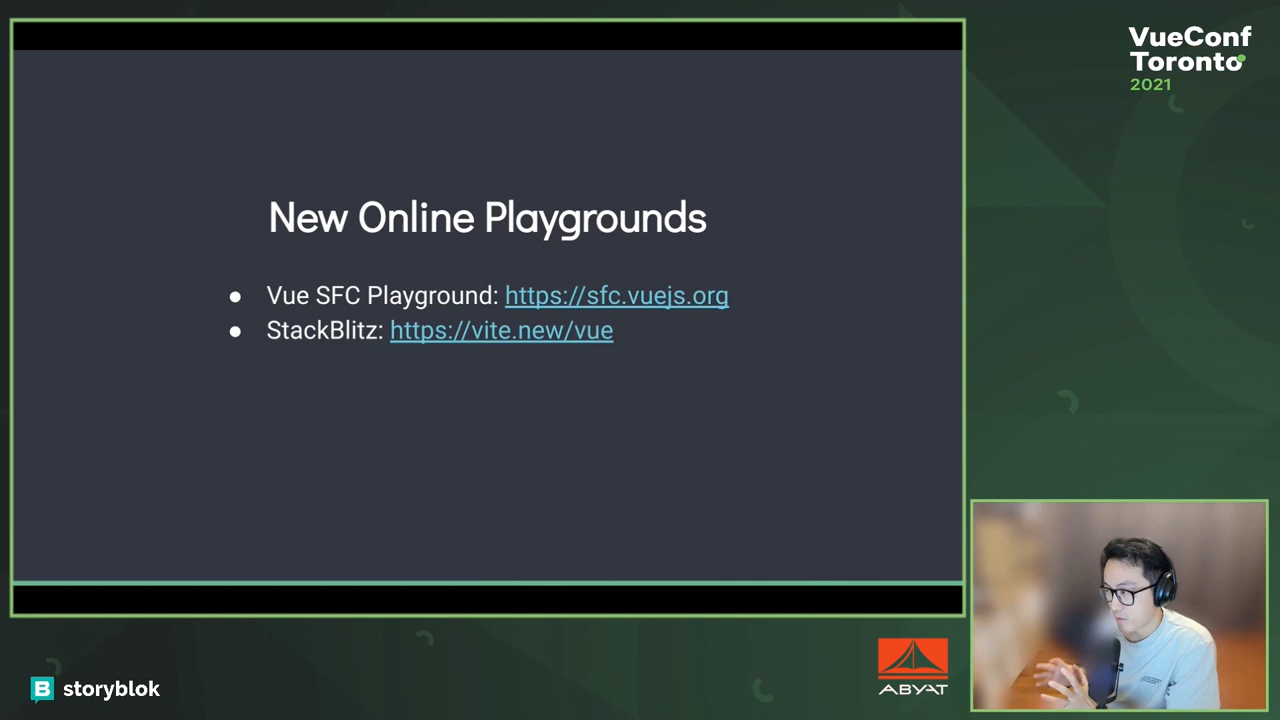 VueConf
Toronto
2021
New Online Playgrounds
● Vue SFC Playground: https://sfc.vuejs.org
● StackBlitz: https://vite.new/vue
B storyblok
ABYAT